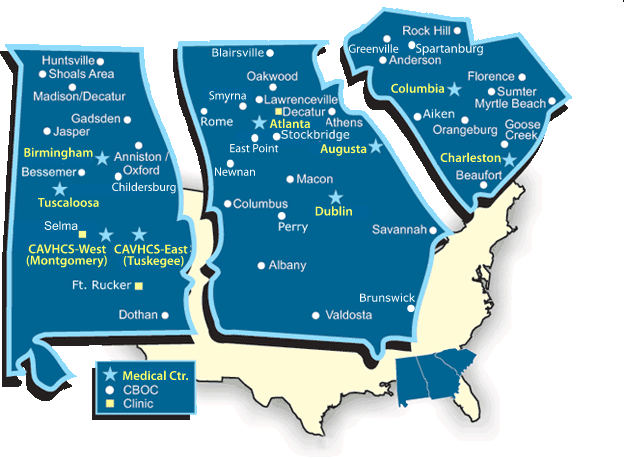 Huntsville
Shoals Area
Madison/Decatur
Gadsden
Jasper
Birmingham
Anniston /
Oxford
Bessemer
Childersburg
Tuscaloosa
Selma
CAVHCS-West
(Montgomery)
CAVHCS-East
(Tuskegee)
Ft. Rucker
Dothan
Blairsville
Oakwood
Smyrna
Lawrenceville
Rome
Decatur
Athens
Atlanta
Stockbridge
East Point
Augusta
Newnan
Macon
Columbus
Dublin
Perry
Savannah
Albany
Brunswick
Valdosta
Rock Hill
Greenville
Spartanburg
Anderson
Florence
Columbia
Sumter
Myrtle Beach
Aiken
Orangeburg
Goose
Creek
Charleston
Beaufort
Medical Ctr.
CBOC
Clinic